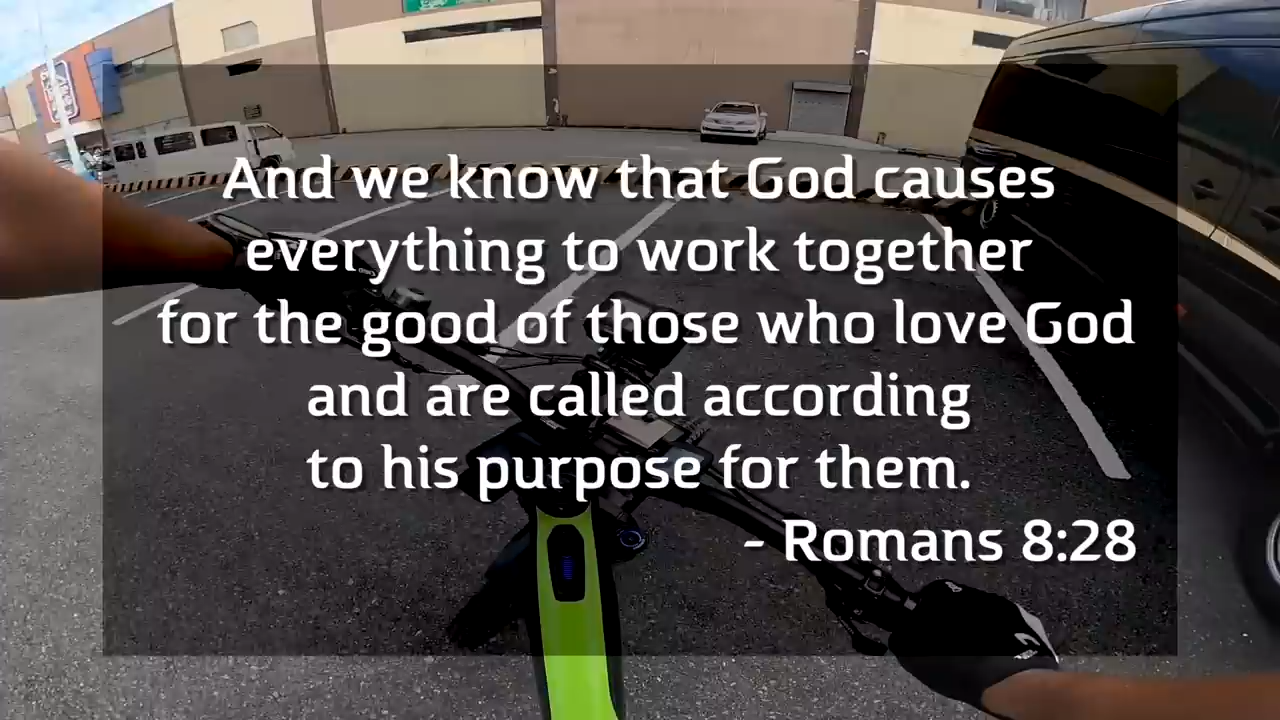 And we know that God causes
everything to work together
for the good of those who love God
and are called according
to his purpose for them.
- Romans 8:28